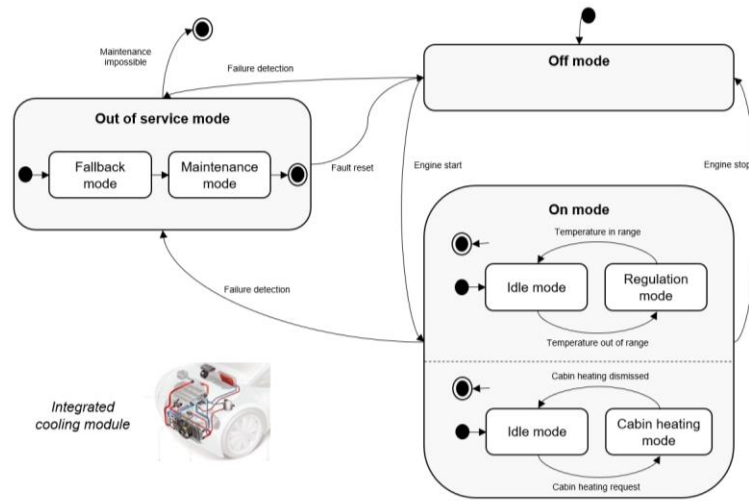 Maintenance
impossible
Failure detection
Off mode
Out of service mode
Fallback
mode
Maintenance
mode
Fault reset
Engine start
Engine stop
On mode
Temperature in range
Idle mode
Regulation
mode
Temperature out of range
Failure detection
Cabin heating dismissed
Idle mode
Cabin heating
mode
Cabin heating request
Integrated
cooling module